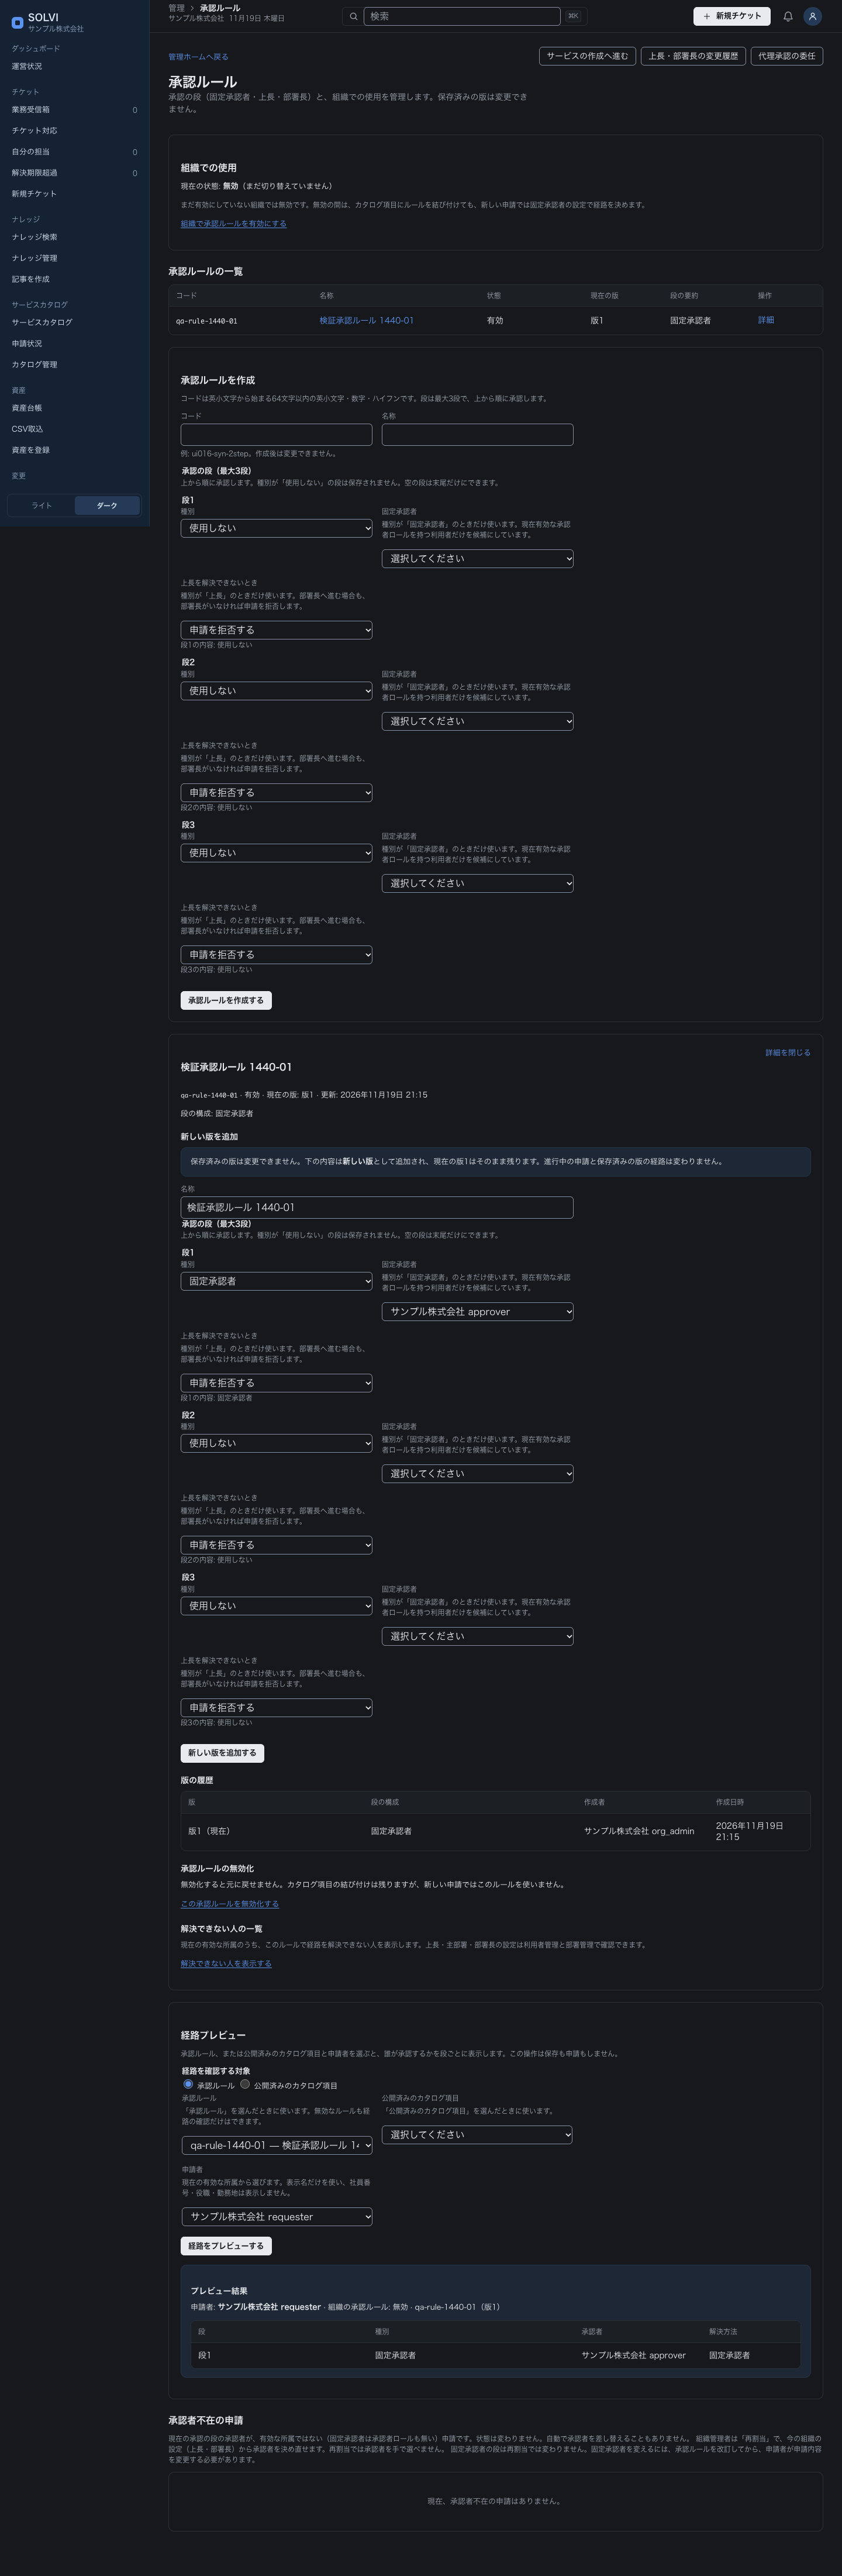 SOLVI
サンプル株式会社
ダッシュボード
運営状況
チケット
業務受信箱 0
チケット対応
自分の担当 0
解決期限超過 0
新規チケット
ナレッジ
ナレッジ検索
ナレッジ管理
記事を作成
サービスカタログ
サービスカタログ
申請状況
カタログ管理
資産
資産台帳
CSV取込
資産を登録
変更
ライト ダーク
管理 > 承認ルール
サンプル株式会社 11月19日 木曜日
検索 ⌘K
+ 新規チケット
管理ホームへ戻る
サービスの作成へ進む 上長・部署長の変更履歴 代理承認の委任
承認ルール
承認の段（固定承認者・上長・部署長）と、組織での使用を管理します。保存済みの版は変更でき
ません。
組織での使用
現在の状態: 無効（まだ切り替えていません）
まだ有効にしていない組織では無効です。無効の間は、カタログ項目にルールを結び付けても、新しい申請では固定承認者の設定で経路を決めます。
組織で承認ルールを有効にする
承認ルールの一覧
コード 名称 状態 現在の版 段の要約 操作
qa-rule-1440-01 検証承認ルール 1440-01 有効 版1 固定承認者 詳細
承認ルールを作成
コードは英小文字から始まる64文字以内の英小文字・数字・ハイフンです。段は最大3段で、上から順に承認します。
コード 名称
例: ui016-syn-2step。作成後は変更できません。
承認の段（最大3段）
上から順に承認します。種別が「使用しない」の段は保存されません。空の段は末尾だけにできます。
段1
種別 固定承認者
使用しない
種別が「固定承認者」のときだけ使います。現在有効な承認
者ロールを持つ利用者だけを候補にしています。
選択してください
上長を解決できないとき
種別が「上長」のときだけ使います。部署長へ進む場合も、
部署長がいなければ申請を拒否します。
申請を拒否する
段1の内容: 使用しない
段2
種別 固定承認者
使用しない
種別が「固定承認者」のときだけ使います。現在有効な承認
者ロールを持つ利用者だけを候補にしています。
選択してください
上長を解決できないとき
種別が「上長」のときだけ使います。部署長へ進む場合も、
部署長がいなければ申請を拒否します。
申請を拒否する
段2の内容: 使用しない
段3
種別 固定承認者
使用しない
種別が「固定承認者」のときだけ使います。現在有効な承認
者ロールを持つ利用者だけを候補にしています。
選択してください
上長を解決できないとき
種別が「上長」のときだけ使います。部署長へ進む場合も、
部署長がいなければ申請を拒否します。
申請を拒否する
段3の内容: 使用しない
承認ルールを作成する
詳細を閉じる
検証承認ルール 1440-01
qa-rule-1440-01 · 有効 · 現在の版: 版1 · 更新: 2026年11月19日 21:15
段の構成: 固定承認者
新しい版を追加
保存済みの版は変更できません。下の内容は新しい版として追加され、現在の版1はそのまま残ります。進行中の申請と保存済みの版の経路は変わりません。
名称
検証承認ルール 1440-01
承認の段（最大3段）
上から順に承認します。種別が「使用しない」の段は保存されません。空の段は末尾だけにできます。
段1
種別 固定承認者
固定承認者
種別が「固定承認者」のときだけ使います。現在有効な承認
者ロールを持つ利用者だけを候補にしています。
サンプル株式会社 approver
上長を解決できないとき
種別が「上長」のときだけ使います。部署長へ進む場合も、
部署長がいなければ申請を拒否します。
申請を拒否する
段1の内容: 固定承認者
段2
種別 固定承認者
使用しない
種別が「固定承認者」のときだけ使います。現在有効な承認
者ロールを持つ利用者だけを候補にしています。
選択してください
上長を解決できないとき
種別が「上長」のときだけ使います。部署長へ進む場合も、
部署長がいなければ申請を拒否します。
申請を拒否する
段2の内容: 使用しない
段3
種別 固定承認者
使用しない
種別が「固定承認者」のときだけ使います。現在有効な承認
者ロールを持つ利用者だけを候補にしています。
選択してください
上長を解決できないとき
種別が「上長」のときだけ使います。部署長へ進む場合も、
部署長がいなければ申請を拒否します。
申請を拒否する
段3の内容: 使用しない
新しい版を追加する
版の履歴
版 段の構成 作成者 作成日時
版1（現在） 固定承認者 サンプル株式会社 org_admin 2026年11月19日
21:15
承認ルールの無効化
無効化すると元に戻せません。カタログ項目の結び付けは残りますが、新しい申請ではこのルールを使いません。
この承認ルールを無効化する
解決できない人の一覧
現在の有効な所属のうち、このルールで経路を解決できない人を表示します。上長・主部署・部署長の設定は利用者管理と部署管理で確認できます。
解決できない人を表示する
経路プレビュー
承認ルール、または公開済みのカタログ項目と申請者を選ぶと、誰が承認するかを段ごとに表示します。この操作は保存も申請もしません。
経路を確認する対象
承認ルール 公開済みのカタログ項目
承認ルール 公開済みのカタログ項目
「承認ルール」を選んだときに使います。無効なルールも経
路の確認だけはできます。
「公開済みのカタログ項目」を選んだときに使います。
qa-rule-1440-01 — 検証承認ルール 14 選択してください
申請者
現在の有効な所属から選びます。表示名だけを使い、社員番
号・役職・勤務地は表示しません。
サンプル株式会社 requester
経路をプレビューする
プレビュー結果
申請者: サンプル株式会社 requester · 組織の承認ルール: 無効 · qa-rule-1440-01（版1）
段 種別 承認者 解決方法
段1 固定承認者 サンプル株式会社 approver 固定承認者
承認者不在の申請
現在の承認の段の承認者が、有効な所属ではない（固定承認者は承認者ロールも無い）申請です。状態は変わりません。自動で承認者を差し替えることもありません。 組織管理者は「再割当」で、今の組織の
設定（上長・部署長）から承認者を決め直せます。再割当では承認者を手で選べません。 固定承認者の段は再割当では変わりません。固定承認者を変えるには、承認ルールを改訂してから、申請者が申請内容
を変更する必要があります。
現在、承認者不在の申請はありません。